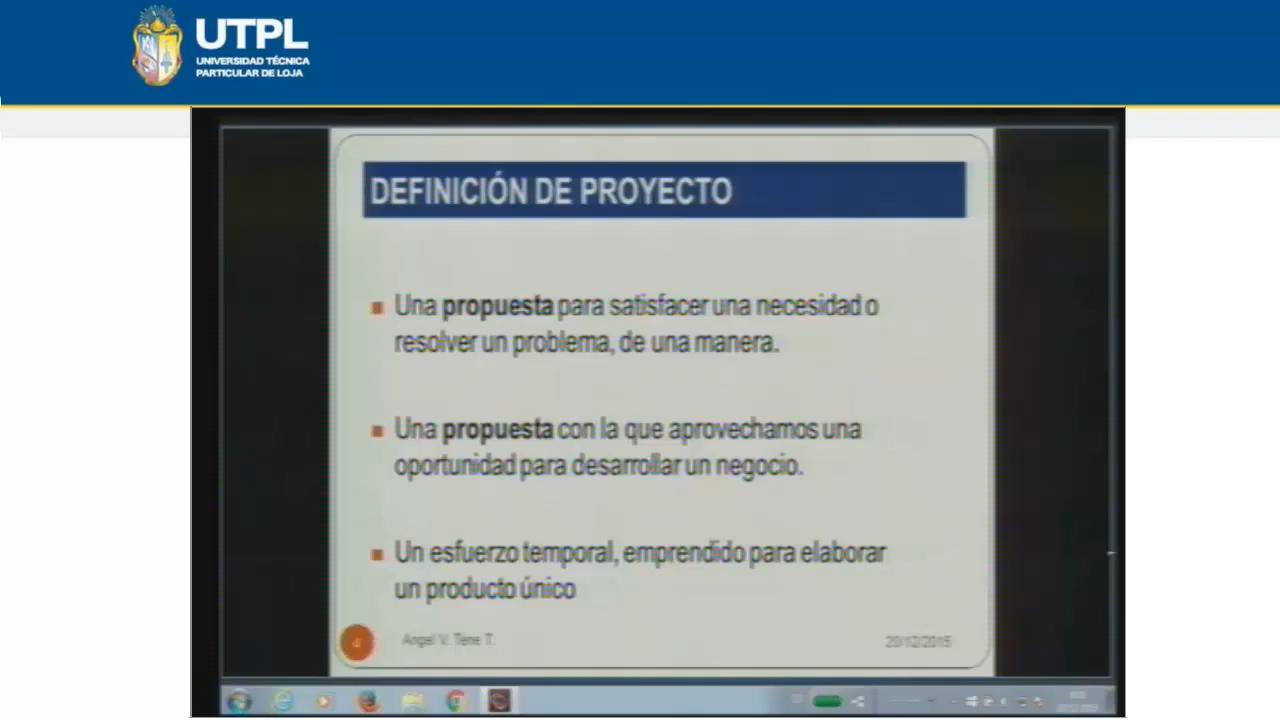 UTPL
UNIVERSIDAD TÉCNICA
PARTICULAR DE LOJA
DEFINICIÓN DE PROYECTO
Una propuesta para satisfacer una necesidad o
resolver un problema, de una manera.
Una propuesta con la que aprovechamos una
oportunidad para desarrollar un negocio.
Un esfuerzo temporal, emprendido para elaborar
un producto único
4
Angel V. Tene T.
20/12/2015